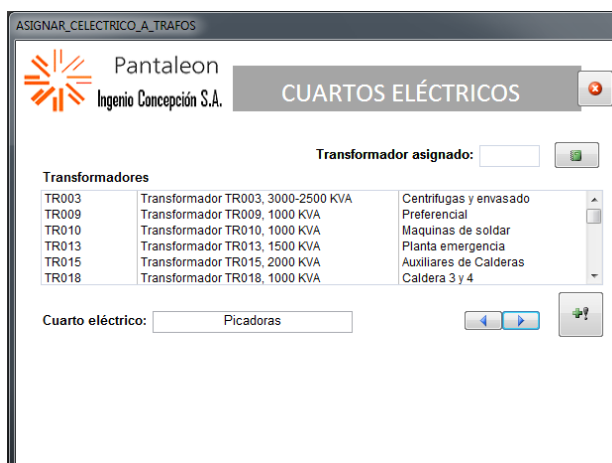 ASIGNAR_CELECTRICO_A_TRAFOS
Pantaleon
Ingenio Concepción S.A.
CUARTOS ELÉCTRICOS
Transformador asignado:
Transformadores
TR003 Transformador TR003, 3000-2500 KVA Centrifugas y envasado
TR009 Transformador TR009, 1000 KVA Preferencial
TR010 Transformador TR010, 1000 KVA Maquinas de soldar
TR013 Transformador TR013, 1500 KVA Planta emergencia
TR015 Transformador TR015, 2000 KVA Auxiliares de Calderas
TR018 Transformador TR018, 1000 KVA Caldera 3 y 4
Cuarto eléctrico: Picadoras